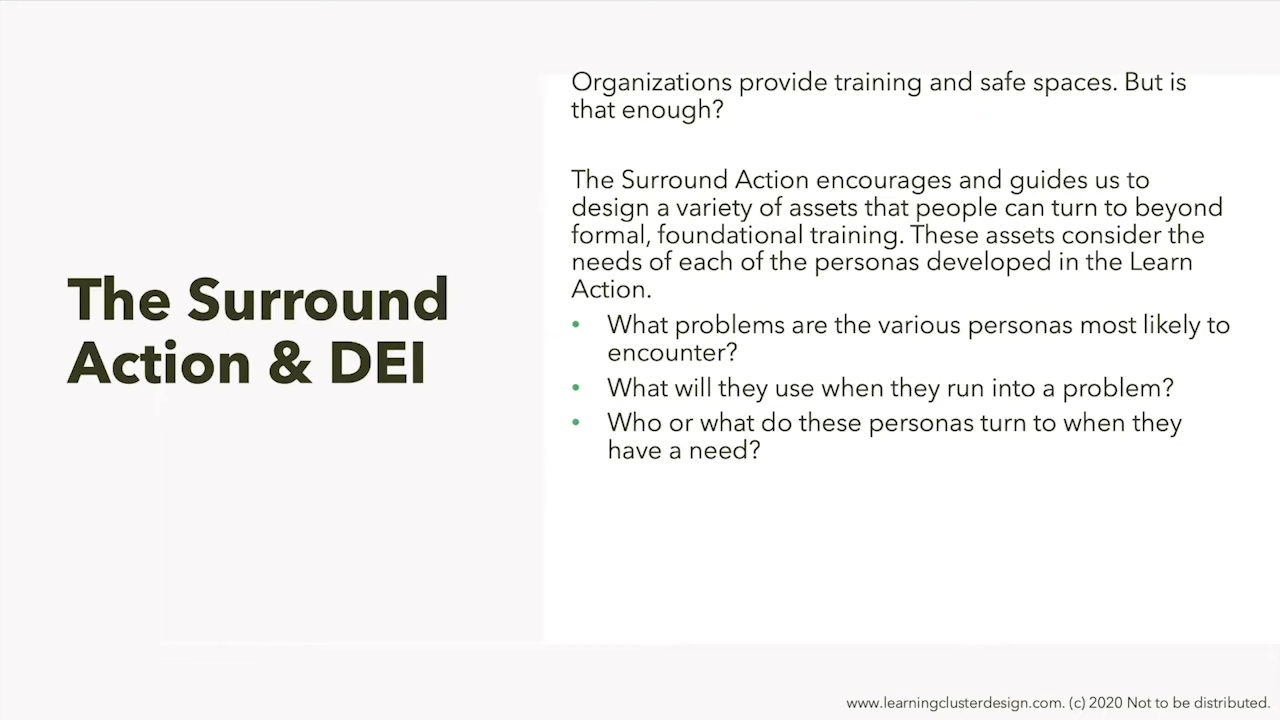 The Surround
Action & DEI
Organizations provide training and safe spaces. But is
that enough?
The Surround Action encourages and guides us to
design a variety of assets that people can turn to beyond
formal, foundational training. These assets consider the
needs of each of the personas developed in the Learn
Action.
• What problems are the various personas most likely to
encounter?
• What will they use when they run into a problem?
• Who or what do these personas turn to when they
have a need?
www.learningclusterdesign.com. (c) 2020 Not to be distributed.